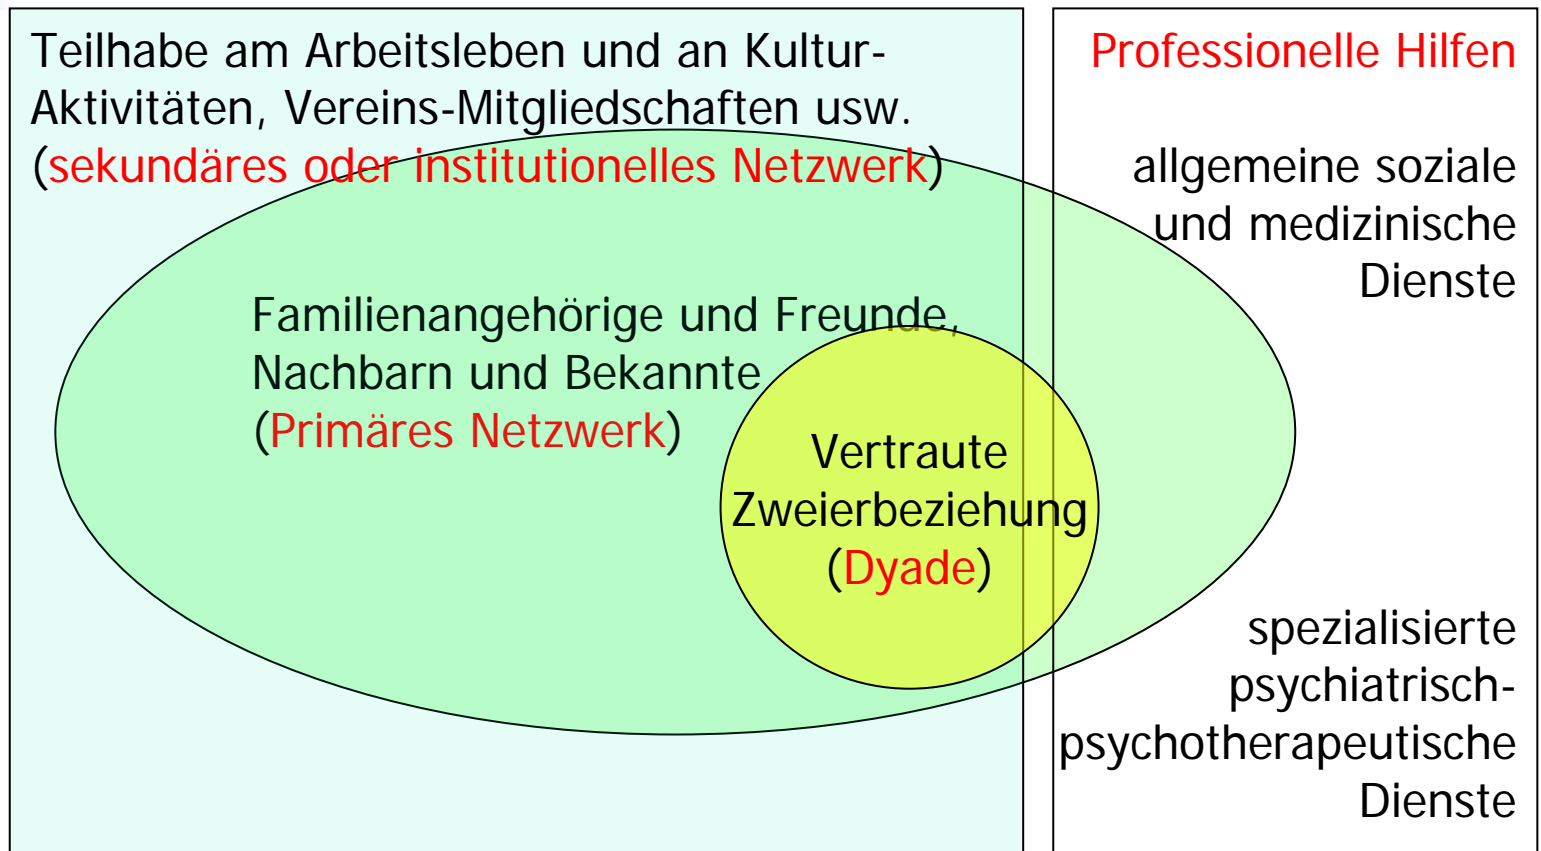 Teilhabe am Arbeitsleben und an Kultur-
Aktivitäten, Vereins-Mitgliedschaften usw.
(sekundäres oder institutionelles Netzwerk)
Familienangehörige und Freunde,
Nachbarn und Bekannte
(Primäres Netzwerk)
Vertraute
Zweierbeziehung
(Dyade)
Professionelle Hilfen
allgemeine soziale
und medizinische
Dienste
spezialisierte
psychiatrisch-
psychotherapeutische
Dienste